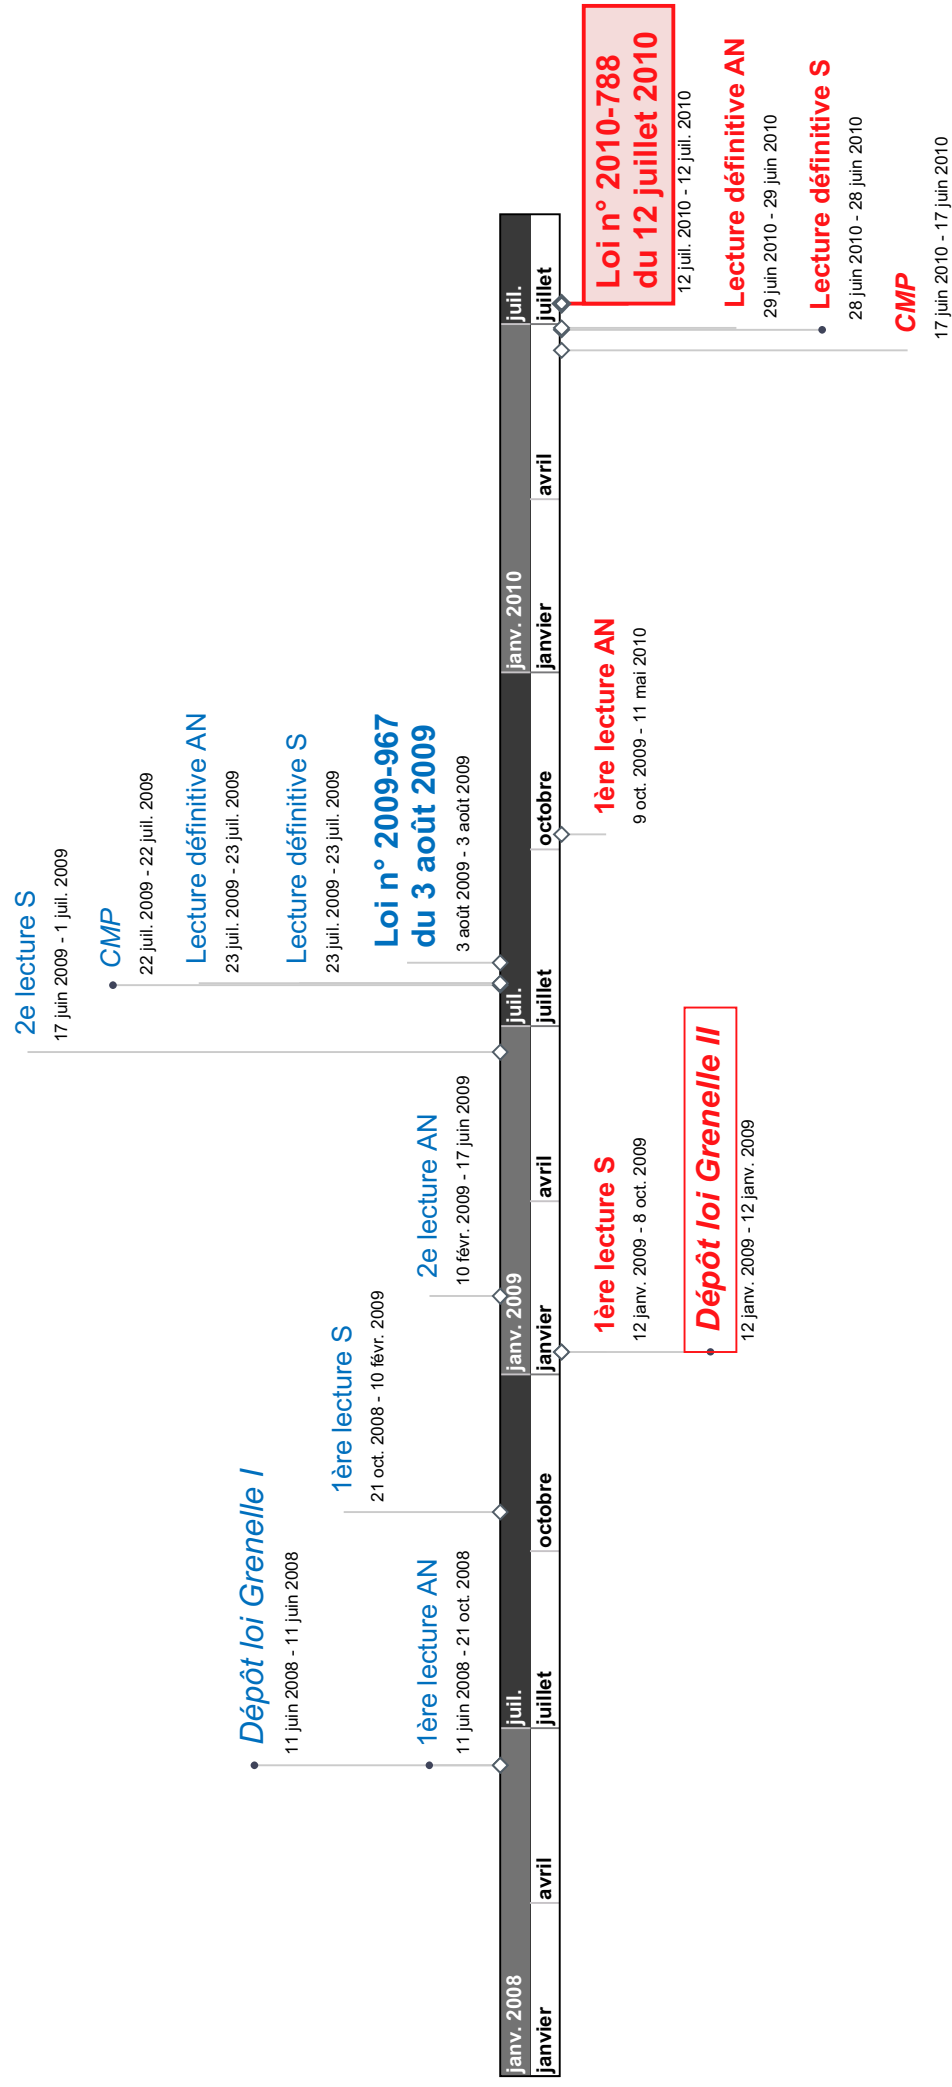 2e lecture S
17 juin 2009 - 1 juil. 2009
CMP
22 juil. 2009 - 22 juil. 2009
Lecture définitive AN
23 juil. 2009 - 23 juil. 2009
Dépôt loi Grenelle I
11 juin 2008 - 11 juin 2008
Lecture définitive S
23 juil. 2009 - 23 juil. 2009
1ère lecture S
21 oct. 2008 - 10 févr. 2009
Loi n° 2009-967
du 3 août 2009
3 août 2009 - 3 août 2009
1ère lecture AN
11 juin 2008 - 21 oct. 2008
2e lecture AN
10 févr. 2009 - 17 juin 2009
janv. 2008 juil. janv. 2009 juil. janv. 2010 juil.
janvier avril juillet octobre janvier avril juillet octobre janvier avril juillet
1ère lecture S
12 janv. 2009 - 8 oct. 2009
1ère lecture AN
9 oct. 2009 - 11 mai 2010
Loi n° 2010-788
du 12 juillet 2010
12 juil. 2010 - 12 juil. 2010
Dépôt loi Grenelle II
12 janv. 2009 - 12 janv. 2009
Lecture définitive AN
29 juin 2010 - 29 juin 2010
Lecture définitive S
28 juin 2010 - 28 juin 2010
CMP
17 juin 2010 - 17 juin 2010